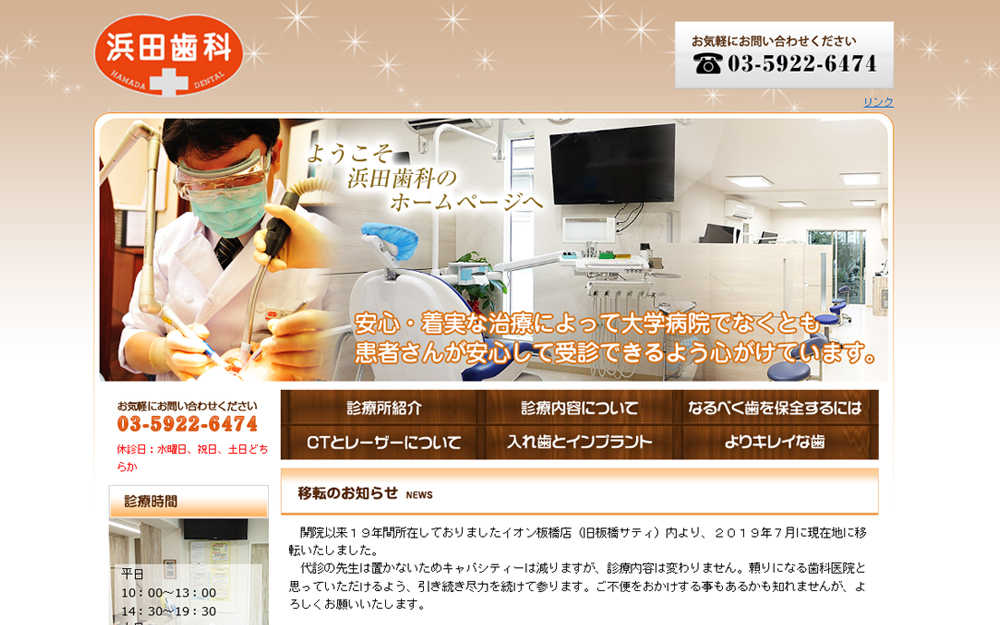 浜田歯科
HAMADA DENTAL
お気軽にお問い合わせください
03-5922-6474
リンク
ようこそ
浜田歯科の
ホームページへ
安心・着実な治療によって大学病院でなくとも
患者さんが安心して受診できるよう心がけています。
お気軽にお問い合わせください
03-5922-6474
休診日：水曜日、祝日、土日どち
らか
診療所紹介
診療内容について
なるべく歯を保全するには
CTとレーザーについて
入れ歯とインプラント
よりキレイな歯
診療時間
平日
10：00～13：00
14：30～19：30
移転のお知らせ NEWS
開院以来１９年間所在しておりましたイオン板橋店（旧板橋サティ）内より、２０１９年７月に現在地に移
転いたしました。
代診の先生は置かないためキャパシティーは減りますが、診療内容は変わりません。頼りになる歯科医院と
思っていただけるよう、引き続き尽力を続けて参ります。ご不便をおかけする事もあるかも知れませんが、よ
ろしくお願いいたします。